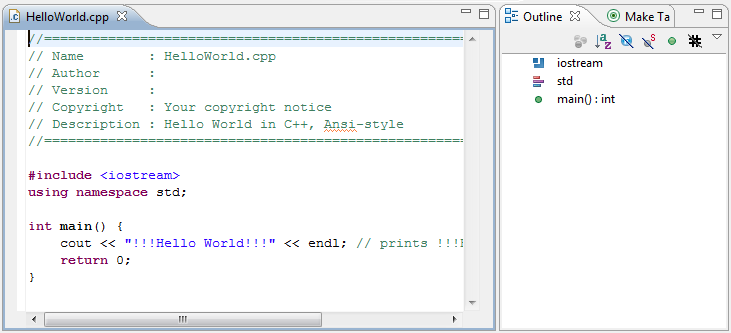 HelloWorld.cpp
//=====================================================
// Name        : HelloWorld.cpp
// Author      :
// Version     :
// Copyright   : Your copyright notice
// Description : Hello World in C++, Ansi-style
//=====================================================
#include <iostream>
using namespace std;
int main() {
    cout << "!!!Hello World!!!" << endl; // prints !!!
    return 0;
}
Outline
Make Ta
iostream
std
main() : int